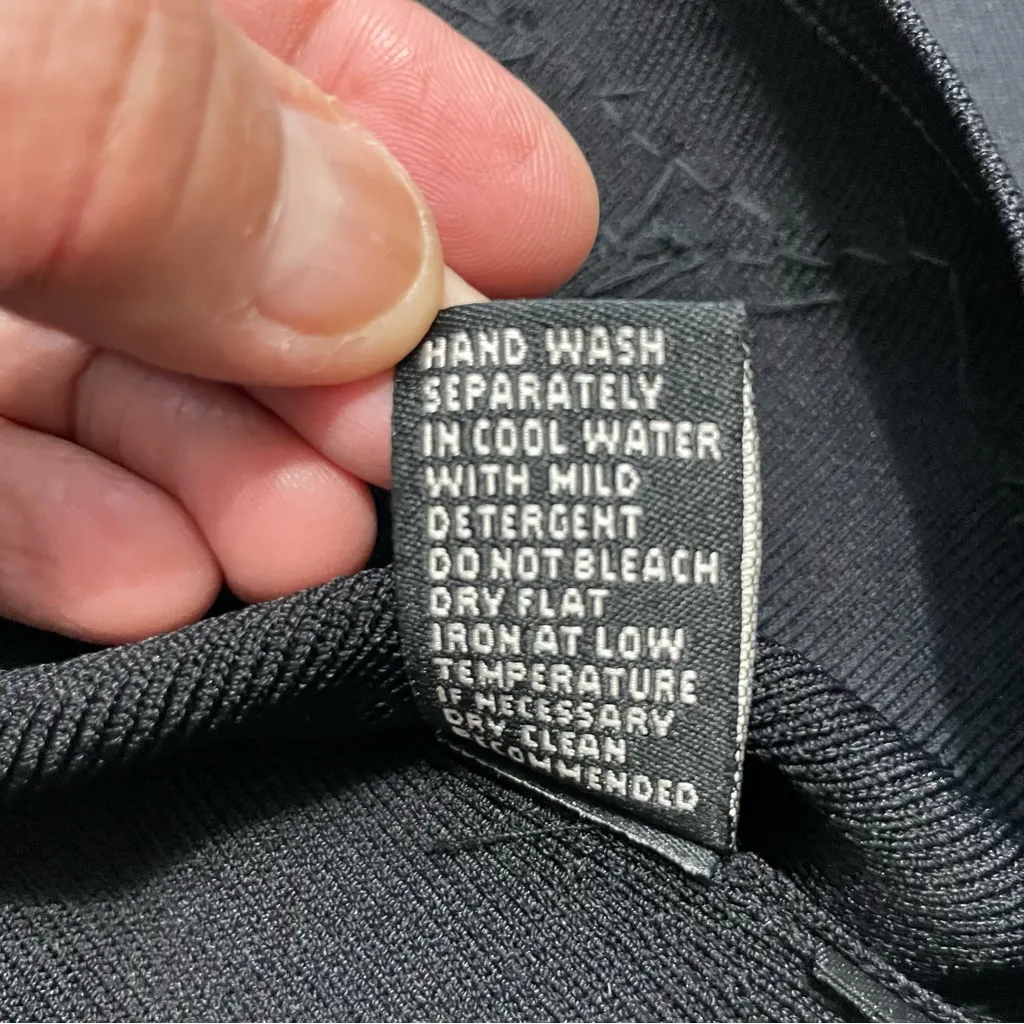 HAND WASH
SEPARATELY
IN COOL WATER
WITH MILD
DETERGENT
DO NOT BLEACH
DRY FLAT
IRON AT LOW
TEMPERATURE
IF NECESSARY
DRY CLEAN
RECOMMENDED